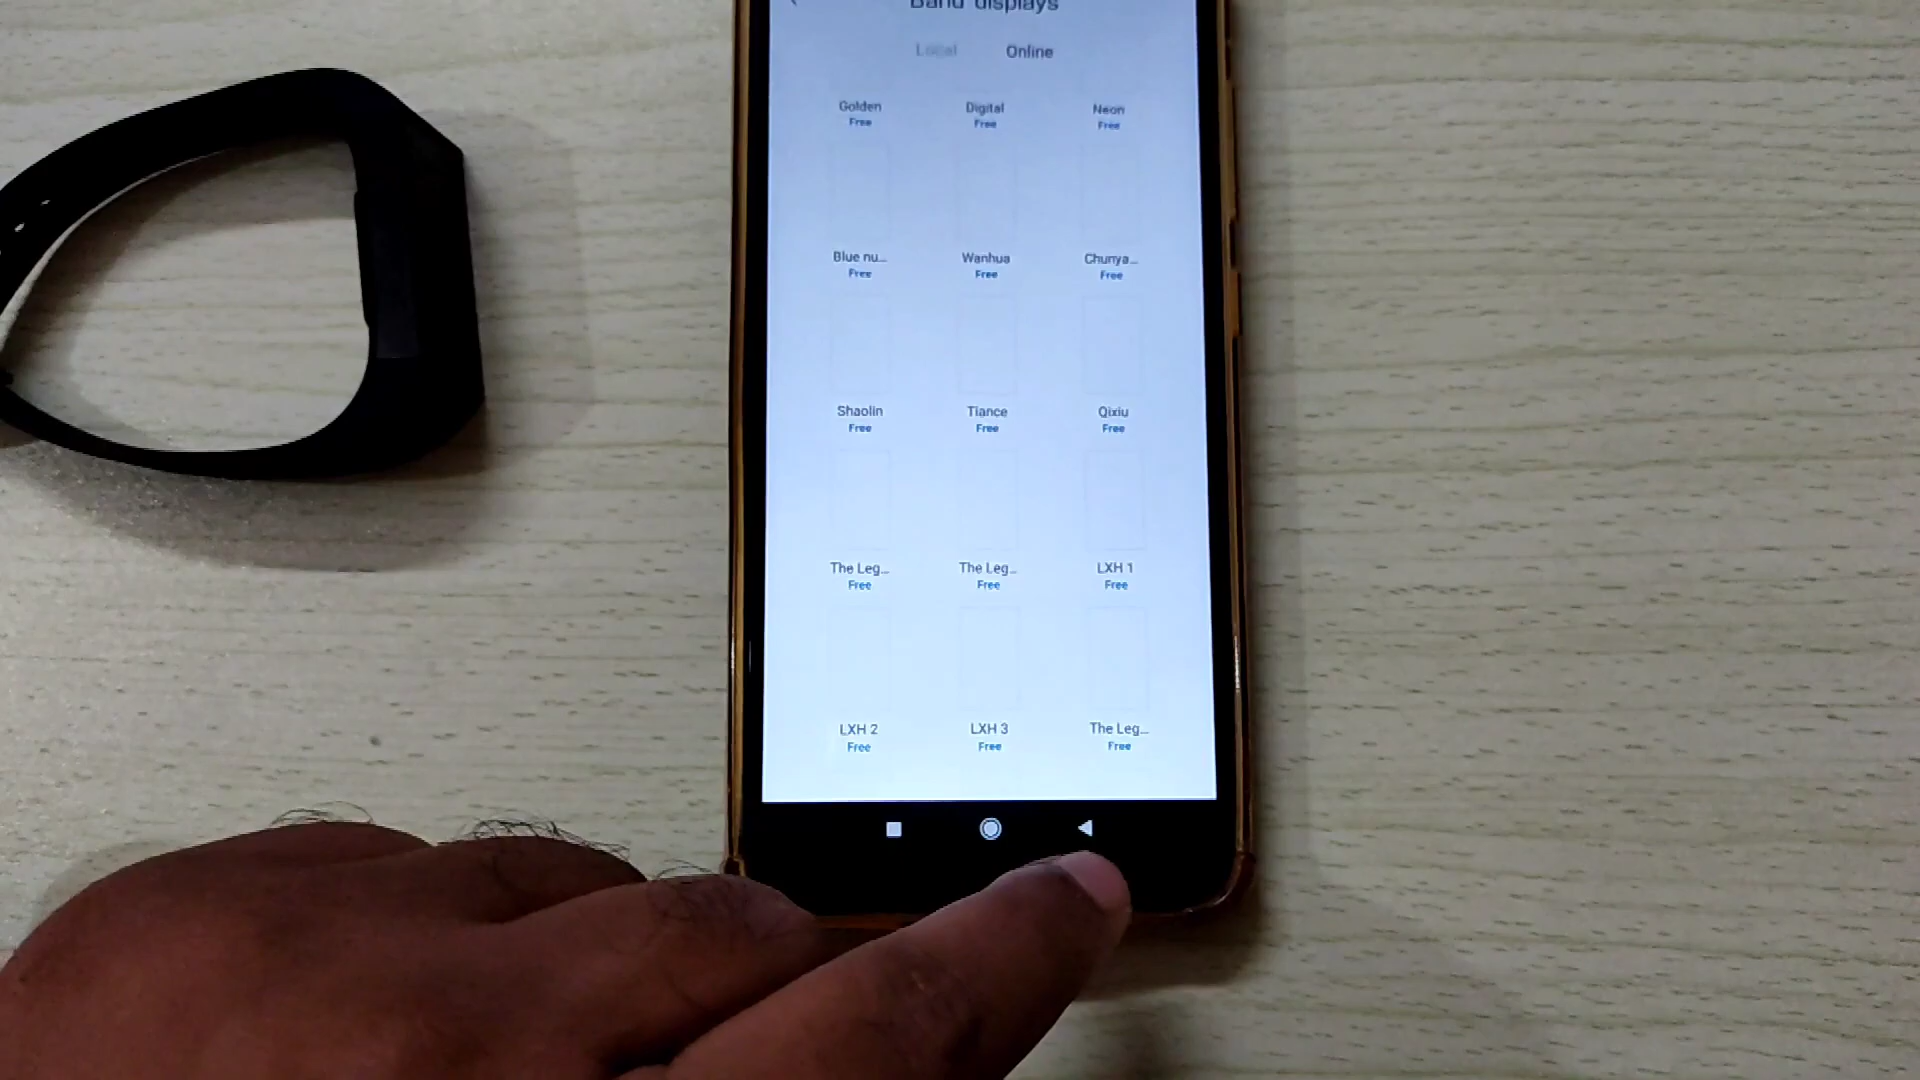 Band displays
Local Online
Golden Digital Neon
Free Free Free
Blue nu... Wanhua Chunya...
Free Free Free
Shaolin Tiance Qixiu
Free Free Free
The Leg... The Leg... LXH 1
Free Free Free
LXH 2 LXH 3 The Leg...
Free Free Free